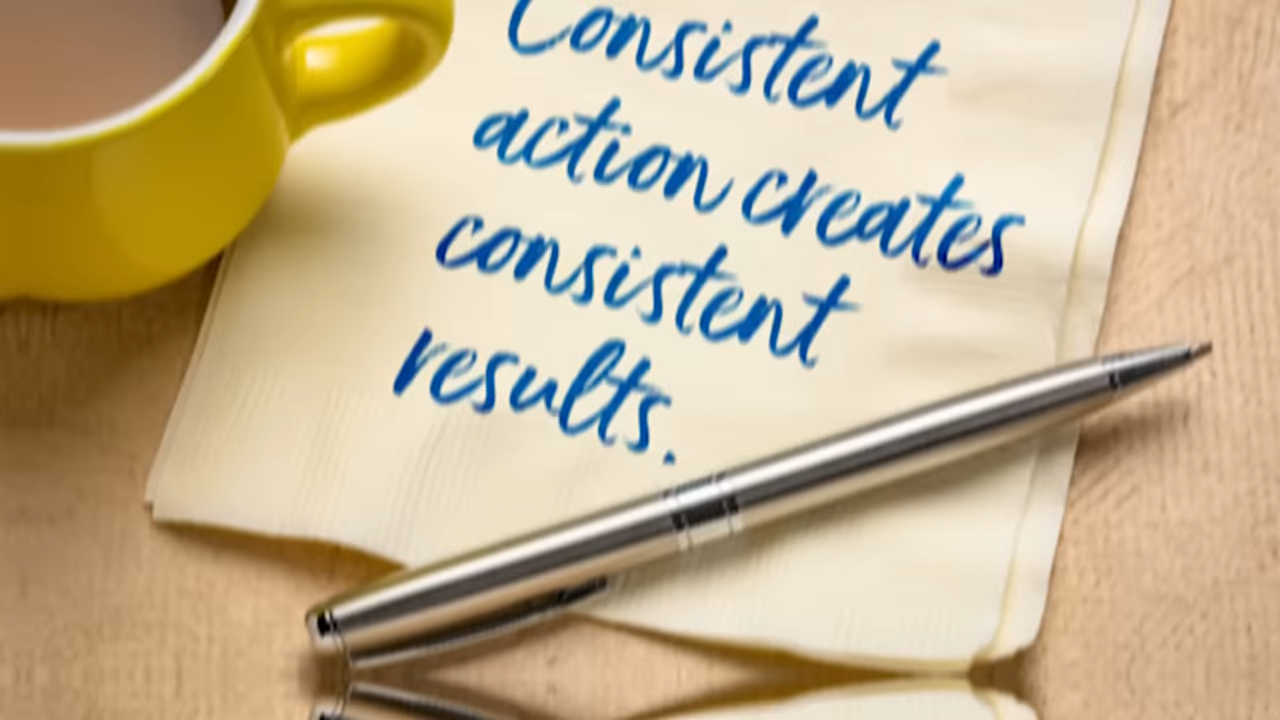 Consistent
action creates
consistent
results.